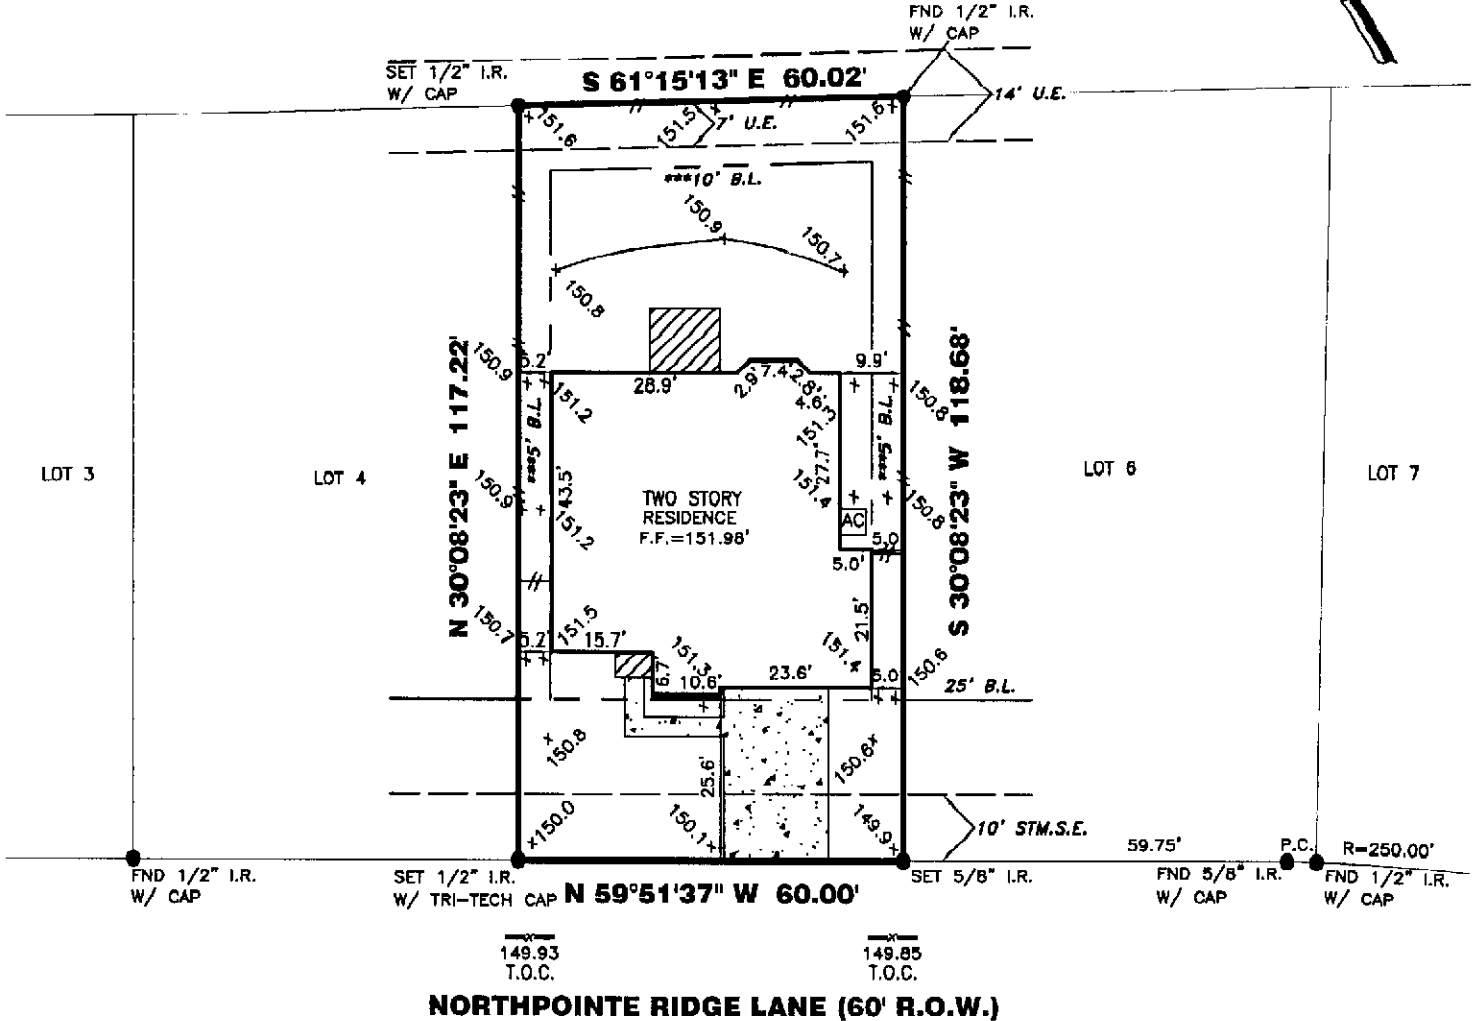 FND 1/2" I.R.
W/ CAP
SET 1/2" I.R.
W/ CAP
S 61°15'13" E 60.02'
14' U.E.
151.6
151.5
7' U.E.
151.6
***10' B.L.
150.9
150.7
150.8
N 30°08'23" E 117.22'
S 30°08'23" W 118.68'
150.9
5.2'
28.9'
2.9'
7.4'
2.8'
9.9'
4.6'
151.2
151.3
150.8
***5' B.L.
***5' B.L.
LOT 3
LOT 4
LOT 6
LOT 7
150.9
43.5'
27.7'
151.4
150.8
TWO STORY
RESIDENCE
F.F.=151.98'
AC
151.2
5.0
5.0'
150.7
5.2'
151.5
15.7'
21.5'
151.3
6.7'
10.6'
23.6'
151.4
5.0'
150.6
25' B.L.
150.8
25.6'
150.6
150.0
150.1
149.9
10' STM.S.E.
59.75'
P.C.
R=250.00'
FND 1/2" I.R.
W/ CAP
SET 1/2" I.R.
W/ TRI-TECH CAP
N 59°51'37" W 60.00'
SET 5/8" I.R.
FND 5/8" I.R.
W/ CAP
FND 1/2" I.R.
W/ CAP
149.93
T.O.C.
149.85
T.O.C.
NORTHPOINTE RIDGE LANE (60' R.O.W.)